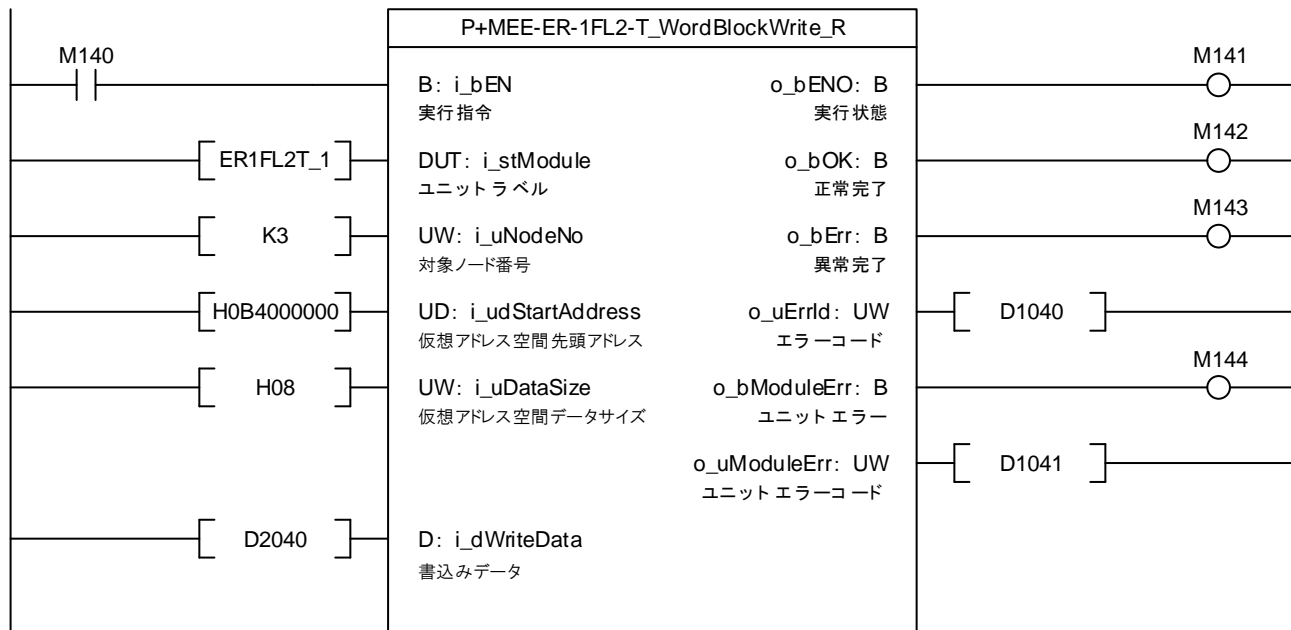 P+MEE-ER-1FL2-T_WordBlockWrite_R
M140
M141
B: i_bEN
o_bENO: B
実行指令
実行状態
M142
ER1FL2T_1
DUT: i_stModule
o_bOK: B
ユニットラベル
正常完了
M143
K3
UW: i_uNodeNo
o_bErr: B
対象ノード番号
異常完了
H0B4000000
UD: i_udStartAddress
o_uErrId: UW
D1040
仮想アドレス空間先頭アドレス
エラーコード
M144
H08
UW: i_uDataSize
o_bModuleErr: B
仮想アドレス空間データサイズ
ユニットエラー
o_uModuleErr: UW
D1041
ユニットエラーコード
D2040
D: i_dWriteData
書込みデータ